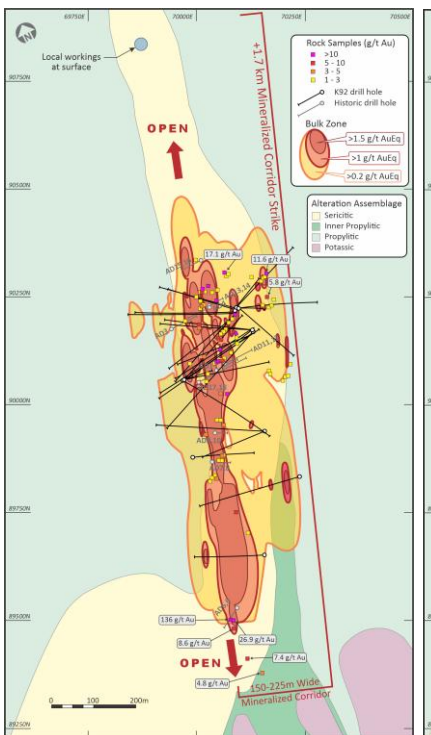 69750E
70000E
70250E
70500E
N
Local workings
at surface
90750N
+1.7 km Mineralized Corridor Strike
Rock Samples (g/t Au)
>10
5 - 10
3 - 5
1 - 3
K92 drill hole
Historic drill hole
Bulk Zone
>1.5 g/t AuEq
>1 g/t AuEq
>0.2 g/t AuEq
OPEN
90500N
Alteration Assemblage
Sericitic
Inner Propylitic
Propylitic
Potassic
17.1 g/t Au
11.6 g/t Au
5.8 g/t Au
90250N
90000N
89750N
89500N
136 g/t Au
8.6 g/t Au
26.9 g/t Au
OPEN
7.4 g/t Au
4.8 g/t Au
150-225m Wide
Mineralized Corridor
0
100
200m
89250N